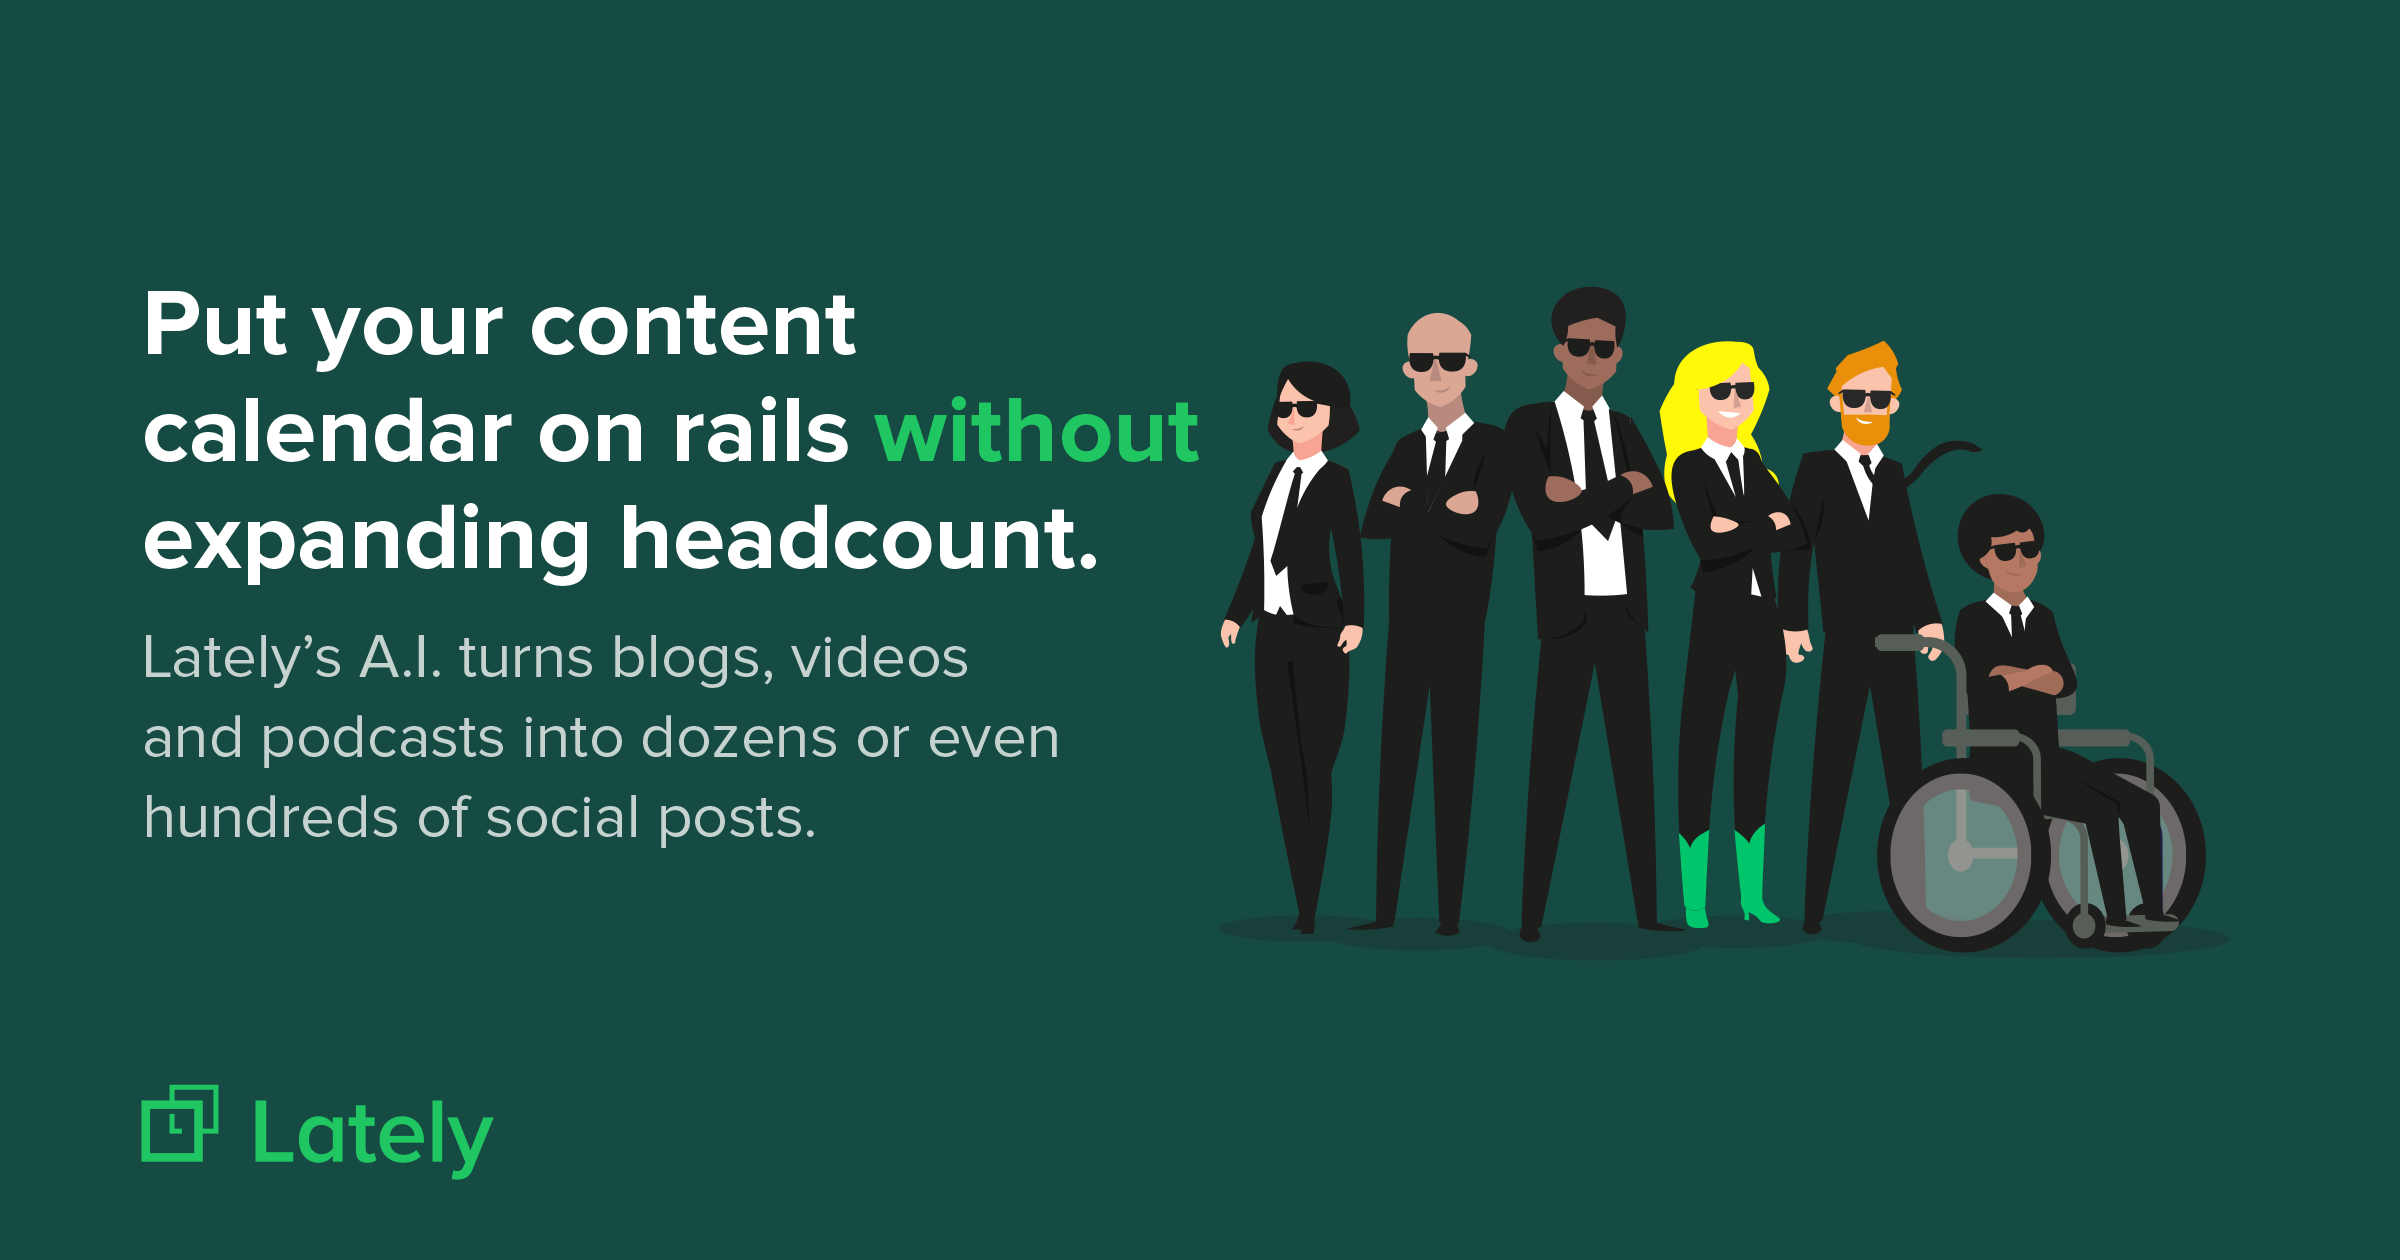 Put your content
calendar on rails without
expanding headcount.
Lately’s A.I. turns blogs, videos
and podcasts into dozens or even
hundreds of social posts.
Lately